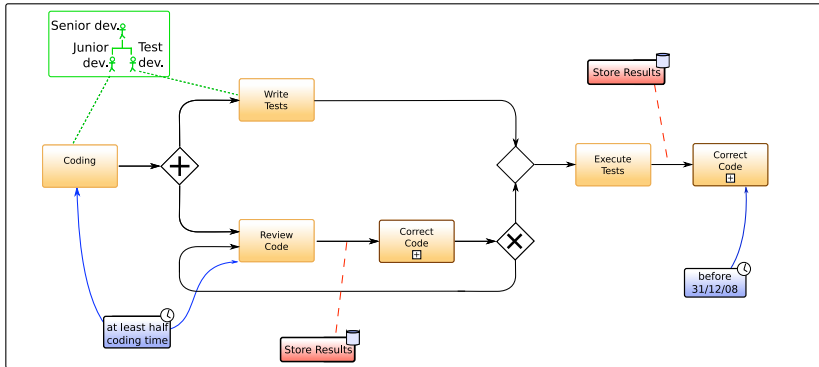 Senior dev.
Junior
dev.
Test
dev.
Write
Tests
Store Results
Coding
Execute
Tests
Correct
Code
Review
Code
Correct
Code
before
31/12/08
at least half
coding time
Store Results